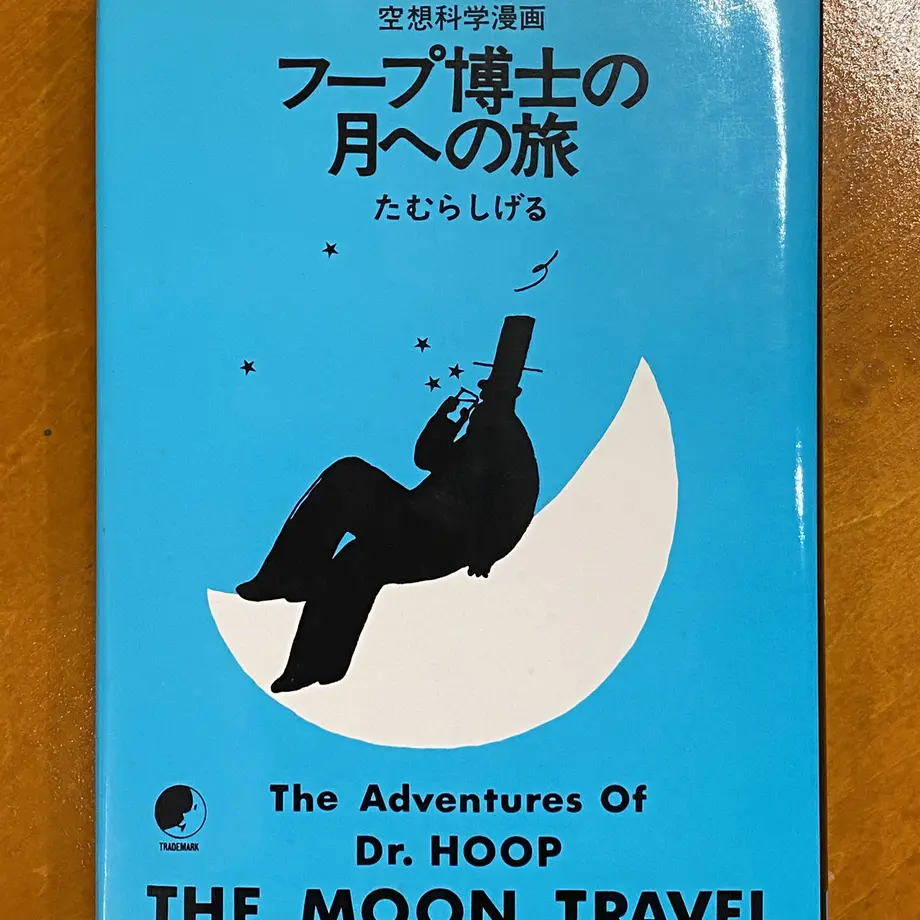 空想科学漫画
フープ博士の
月への旅
たむらしげる
The Adventures Of
Dr. HOOP
TRADEMARK
THE MOON TRAVEL